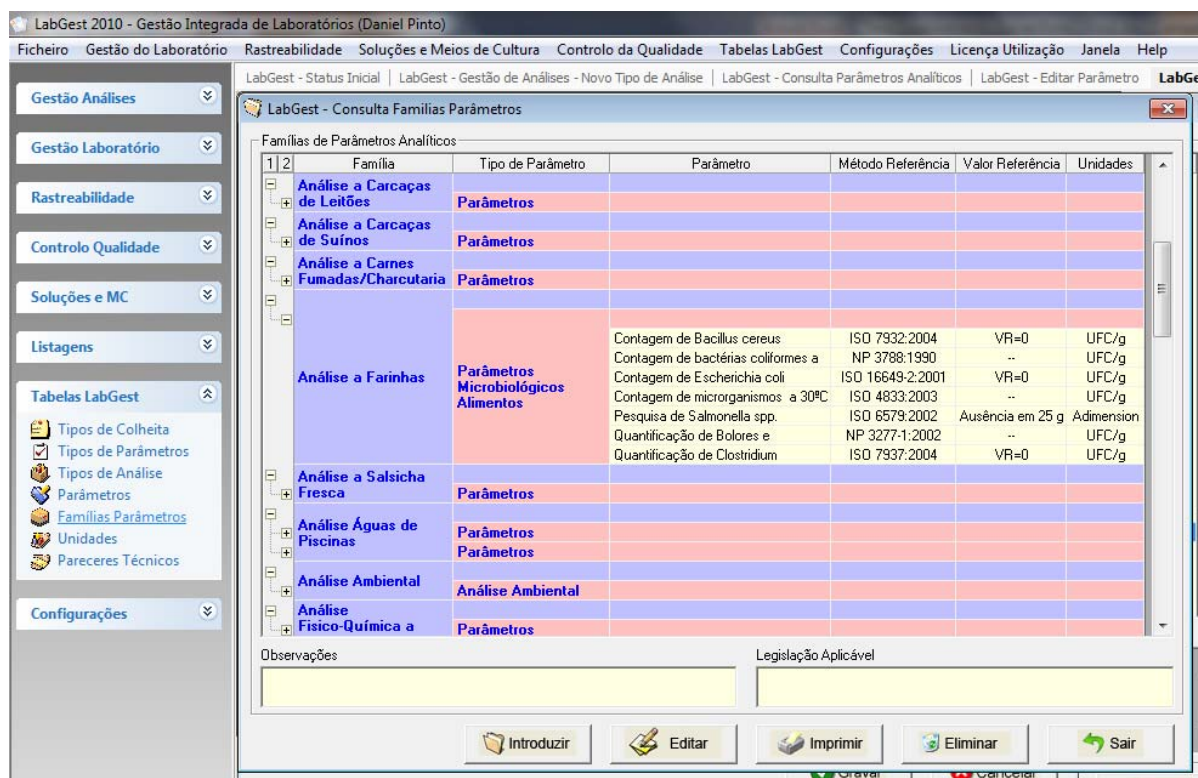 LabGest 2010 - Gestão Integrada de Laboratórios (Daniel Pinto)
Ficheiro Gestão do Laboratório Rastreabilidade Soluções e Meios de Cultura Controlo da Qualidade Tabelas LabGest Configurações Licença Utilização Janela Help
LabGest - Status Inicial | LabGest - Gestão de Análises - Novo Tipo de Análise | LabGest - Consulta Parâmetros Analíticos | LabGest - Editar Parâmetro | LabGe
Gestão Análises
Gestão Laboratório
Rastreabilidade
Controlo Qualidade
Soluções e MC
Listagens
Tabelas LabGest
Tipos de Colheita
Tipos de Parâmetros
Tipos de Análise
Parâmetros
Famílias Parâmetros
Unidades
Pareceres Técnicos
Configurações
LabGest - Consulta Familias Parâmetros
Famílias de Parâmetros Analíticos
1 2 Família Tipo de Parâmetro Parâmetro Método Referência Valor Referência Unidades
Análise a Carcaças
de Leitões Parâmetros
Análise a Carcaças
de Suínos Parâmetros
Análise a Carnes
Fumadas/Charcutaria Parâmetros
Análise a Farinhas
Parâmetros
Microbiológicos
Alimentos
Contagem de Bacillus cereus ISO 7932:2004 VR=0 UFC/g
Contagem de bactérias coliformes a NP 3788:1990 -- UFC/g
Contagem de Escherichia coli ISO 16649-2:2001 VR=0 UFC/g
Contagem de microrganismos a 30ºC ISO 4833:2003 -- UFC/g
Pesquisa de Salmonella spp. ISO 6579:2002 Ausência em 25 g Adimension
Quantificação de Bolores e NP 3277-1:2002 -- UFC/g
Quantificação de Clostridium ISO 7937:2004 VR=0 UFC/g
Análise a Salsicha
Fresca Parâmetros
Análise Águas de
Piscinas
Parâmetros
Parâmetros
Análise Ambiental
Análise Ambiental
Análise
Fisico-Química a Parâmetros
Observações Legislação Aplicável
Introduzir Editar Imprimir Eliminar Sair
Gravar Cancelar